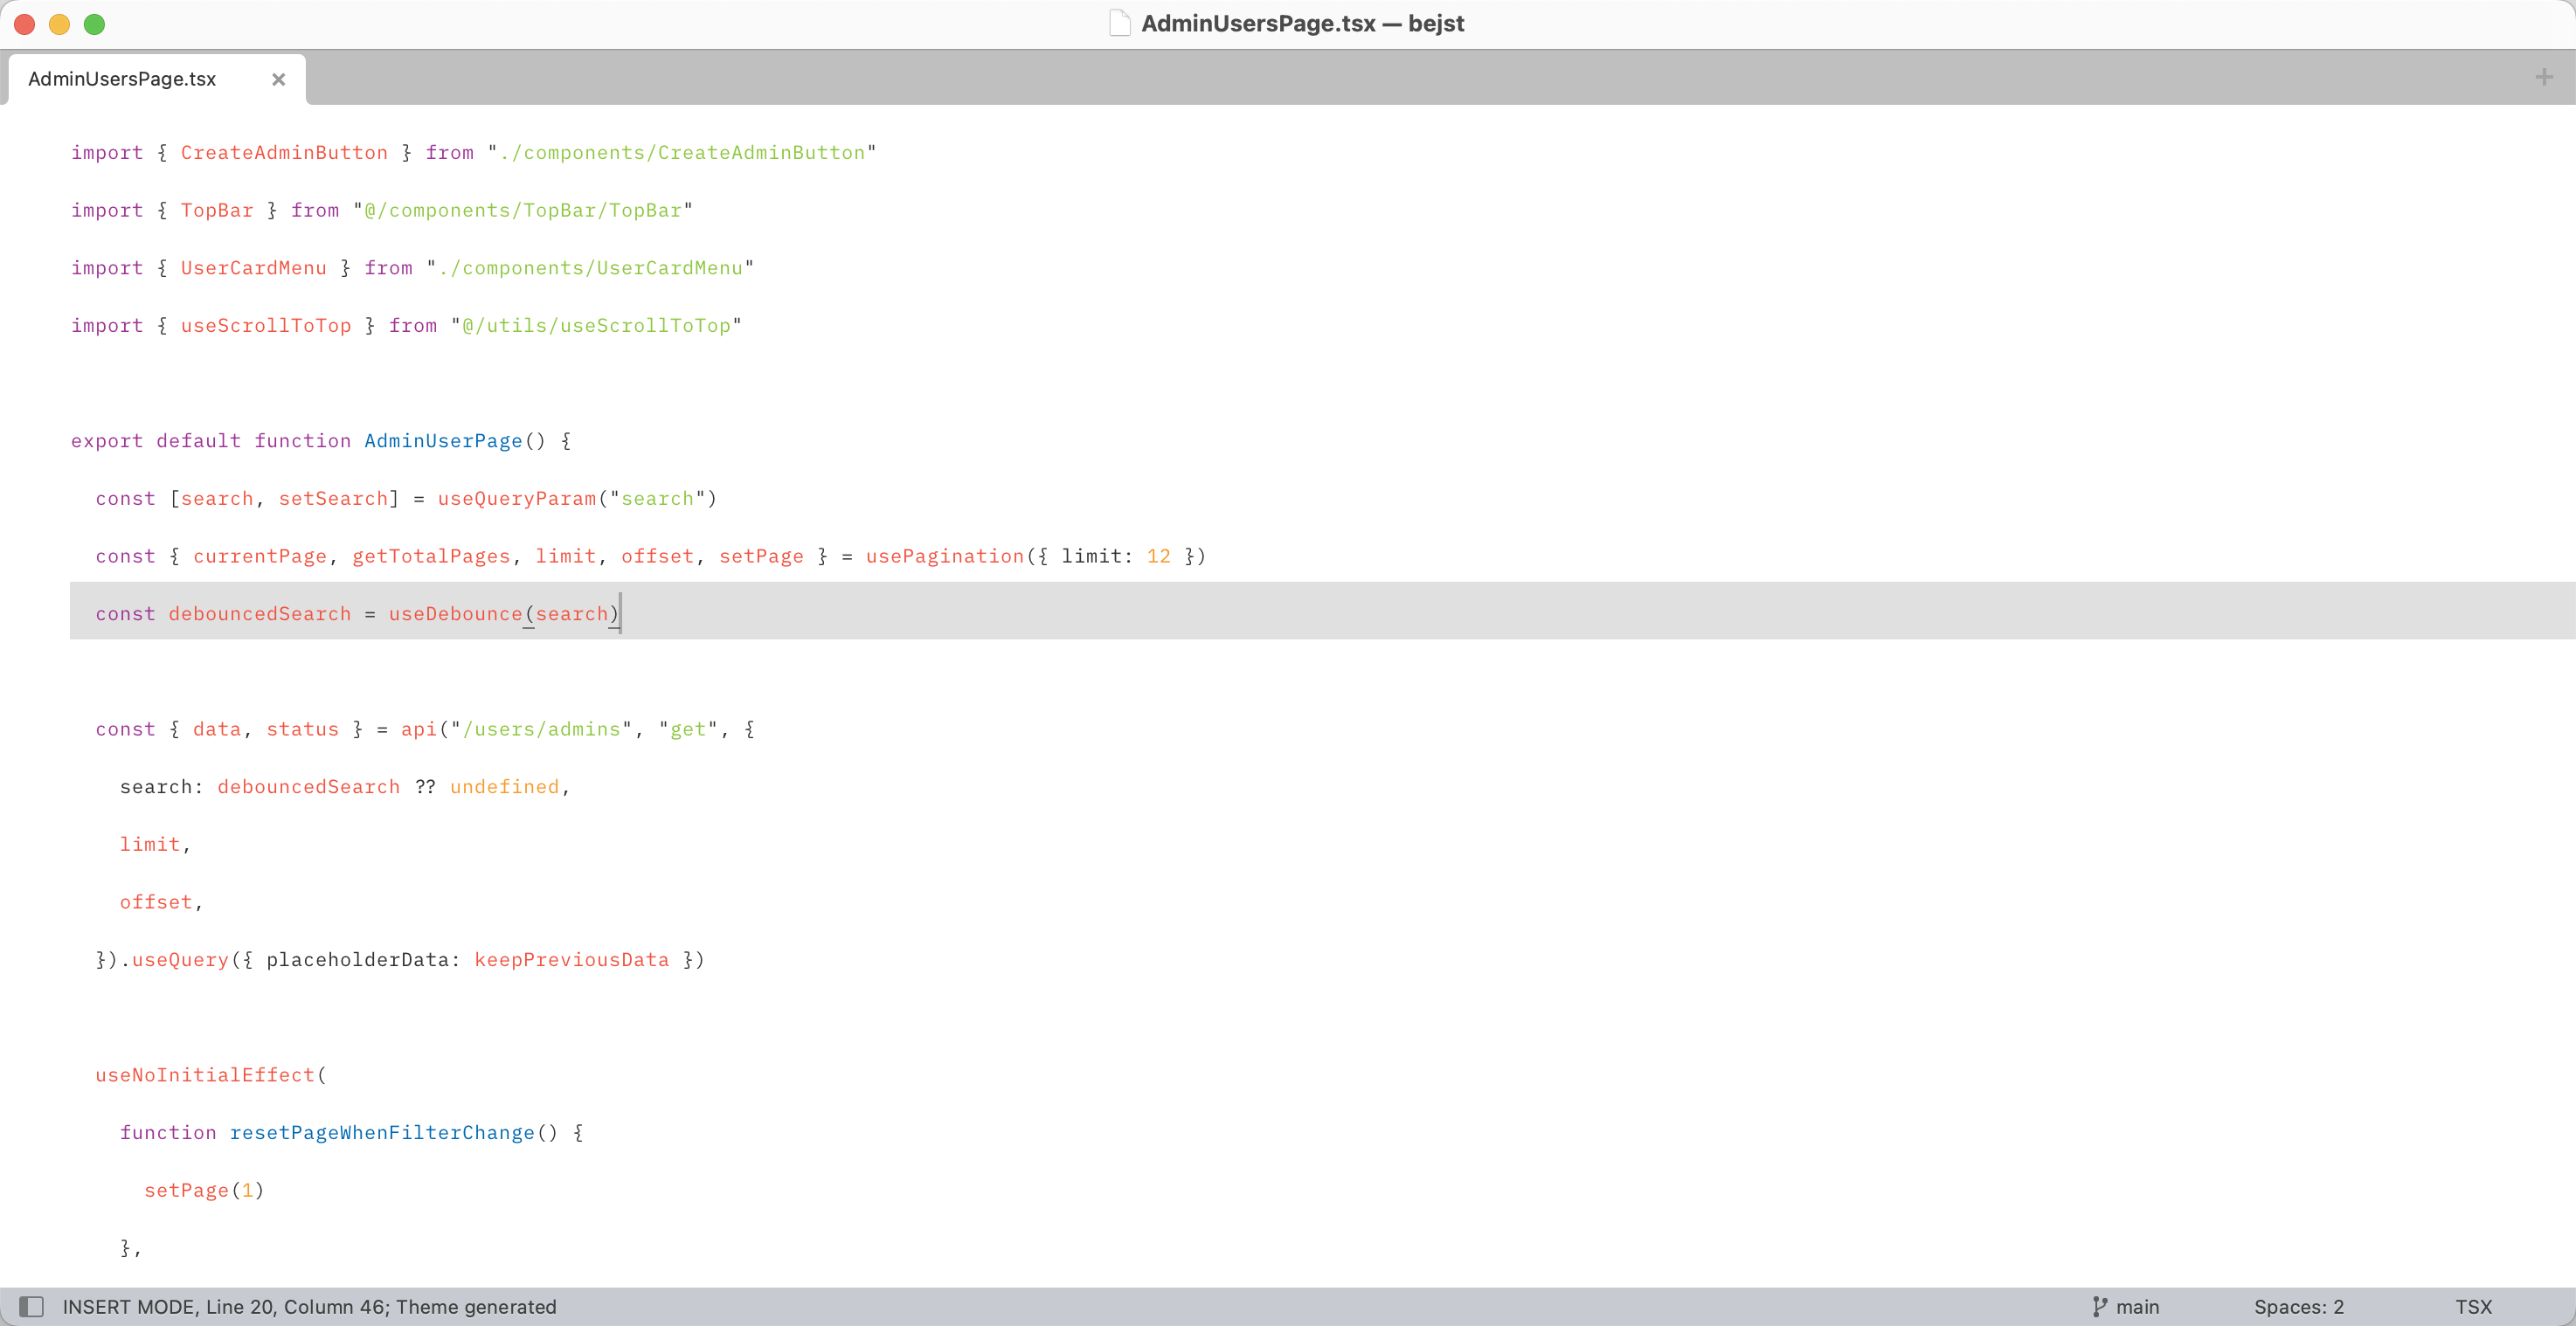 AdminUsersPage.tsx — bejst
AdminUsersPage.tsx
import { CreateAdminButton } from "./components/CreateAdminButton"
import { TopBar } from "@/components/TopBar/TopBar"
import { UserCardMenu } from "./components/UserCardMenu"
import { useScrollToTop } from "@/utils/useScrollToTop"
export default function AdminUserPage() {
const [search, setSearch] = useQueryParam("search")
const { currentPage, getTotalPages, limit, offset, setPage } = usePagination({ limit: 12 })
const debouncedSearch = useDebounce(search)
const { data, status } = api("/users/admins", "get", {
search: debouncedSearch ?? undefined,
limit,
offset,
}).useQuery({ placeholderData: keepPreviousData })
useNoInitialEffect(
function resetPageWhenFilterChange() {
setPage(1)
},
INSERT MODE, Line 20, Column 46; Theme generated
main
Spaces: 2
TSX